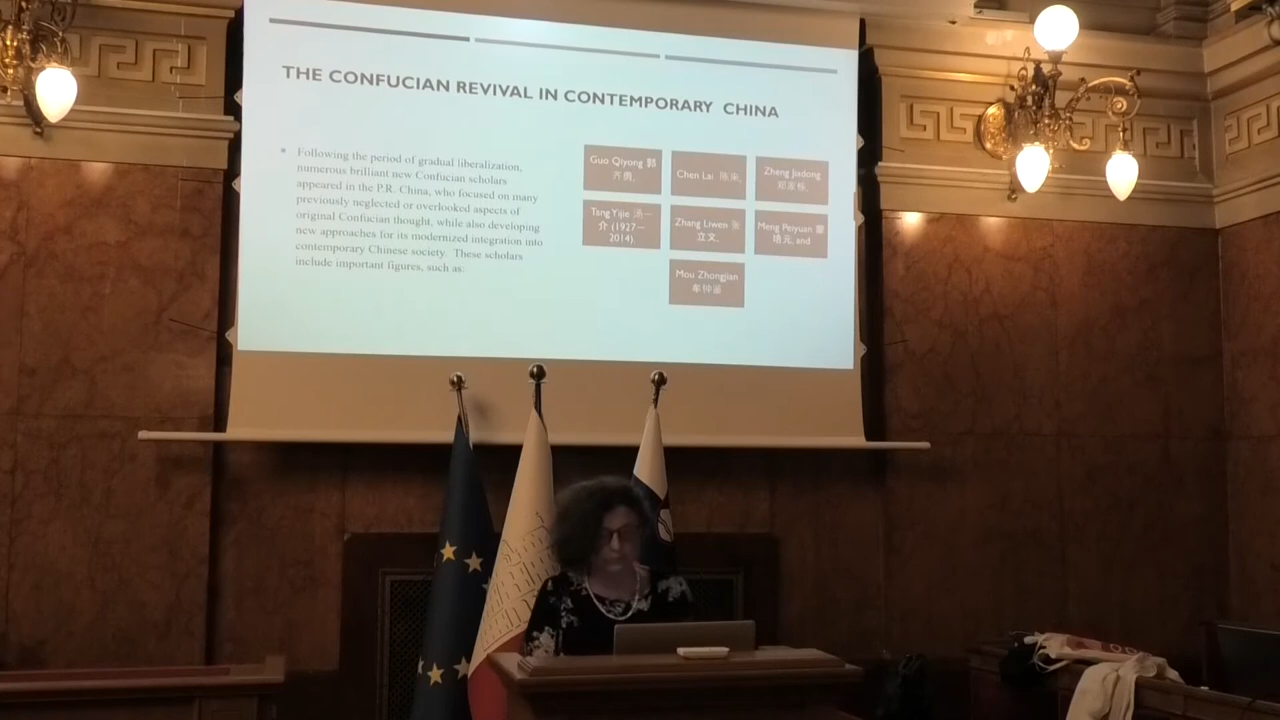 THE CONFUCIAN REVIVAL IN CONTEMPORARY CHINA
Following the period of gradual liberalization,
numerous brilliant new Confucian scholars
appeared in the P.R. China, who focused on many
previously neglected or overlooked aspects of
original Confucian thought, while also developing
new approaches for its modernized integration into
contemporary Chinese society. These scholars
include important figures, such as:
Guo Qiyong 郭
齐勇,
Chen Lai 陈来,
Zheng Jiadong
郑家栋,
Tang Yijie 汤一
介 (1927–
2014),
Zhang Liwen 张
立文,
Meng Peiyuan 蒙
培元, and
Mou Zhongjian
牟钟鉴